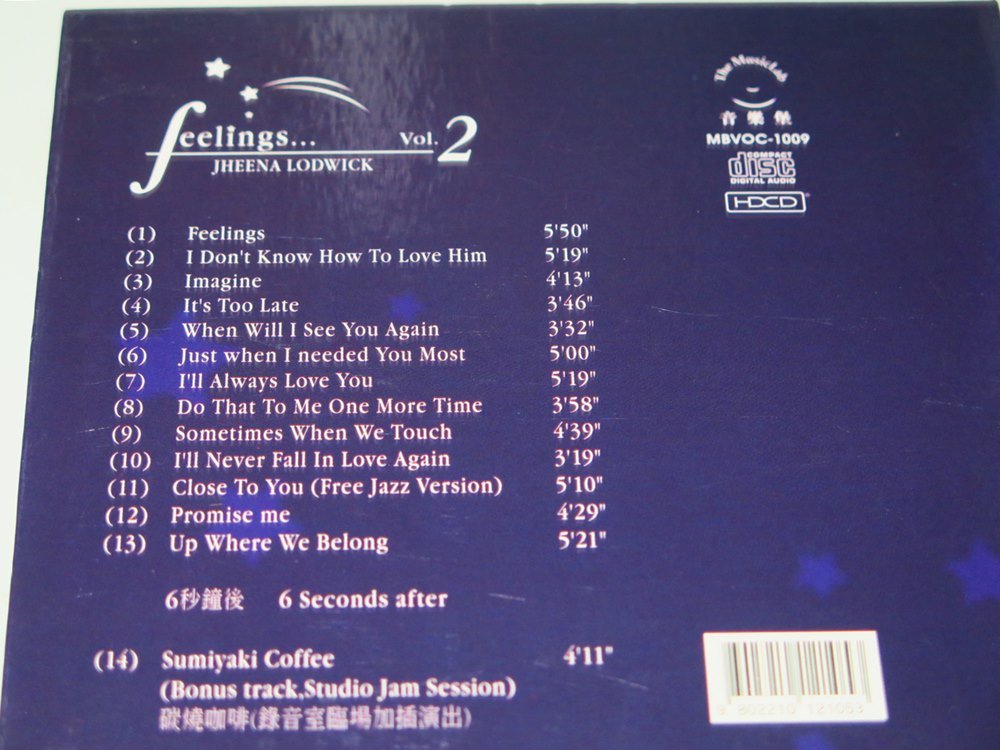 feelings... Vol. 2
JHEENA LODWICK
The MusicLab
音樂堡
MBVOC-1009
COMPACT
disc
DIGITAL AUDIO
HDCD
(1) Feelings 5'50"
(2) I Don't Know How To Love Him 5'19"
(3) Imagine 4'13"
(4) It's Too Late 3'46"
(5) When Will I See You Again 3'32"
(6) Just when I needed You Most 5'00"
(7) I'll Always Love You 5'19"
(8) Do That To Me One More Time 3'58"
(9) Sometimes When We Touch 4'39"
(10) I'll Never Fall In Love Again 3'19"
(11) Close To You (Free Jazz Version) 5'10"
(12) Promise me 4'29"
(13) Up Where We Belong 5'21"
6秒鐘後 6 Seconds after
(14) Sumiyaki Coffee 4'11"
(Bonus track,Studio Jam Session)
碳燒咖啡(錄音室臨場加插演出)
9 802210 121053